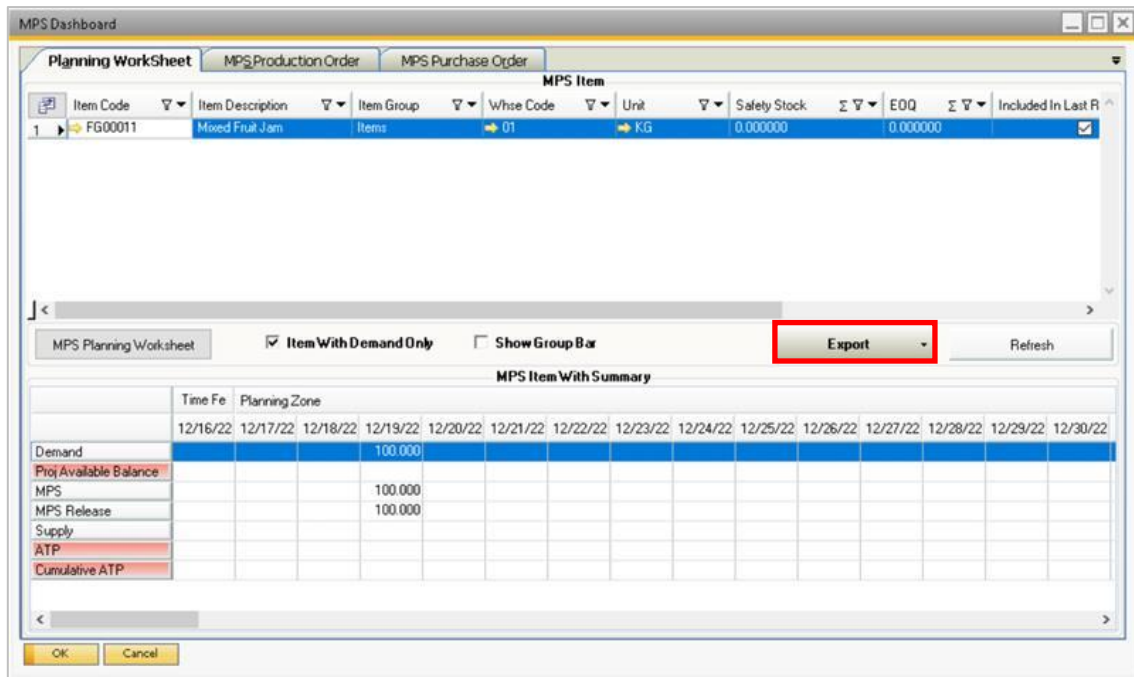 MPS Dashboard
Planning WorkSheet MPS Production Order MPS Purchase Order
MPS Item
Item Code Item Description Item Group Whse Code Unit Safety Stock Σ EOQ Σ Included In Last R
1 FG00011 Mixed Fruit Jam Items 01 KG 0.000000 0.000000
MPS Planning Worksheet Item With Demand Only Show Group Bar Export Refresh
MPS Item With Summary
Time Fe Planning Zone
12/16/22 12/17/22 12/18/22 12/19/22 12/20/22 12/21/22 12/22/22 12/23/22 12/24/22 12/25/22 12/26/22 12/27/22 12/28/22 12/29/22 12/30/22
Demand 100.000
Proj Available Balance
MPS 100.000
MPS Release 100.000
Supply
ATP
Cumulative ATP
OK Cancel